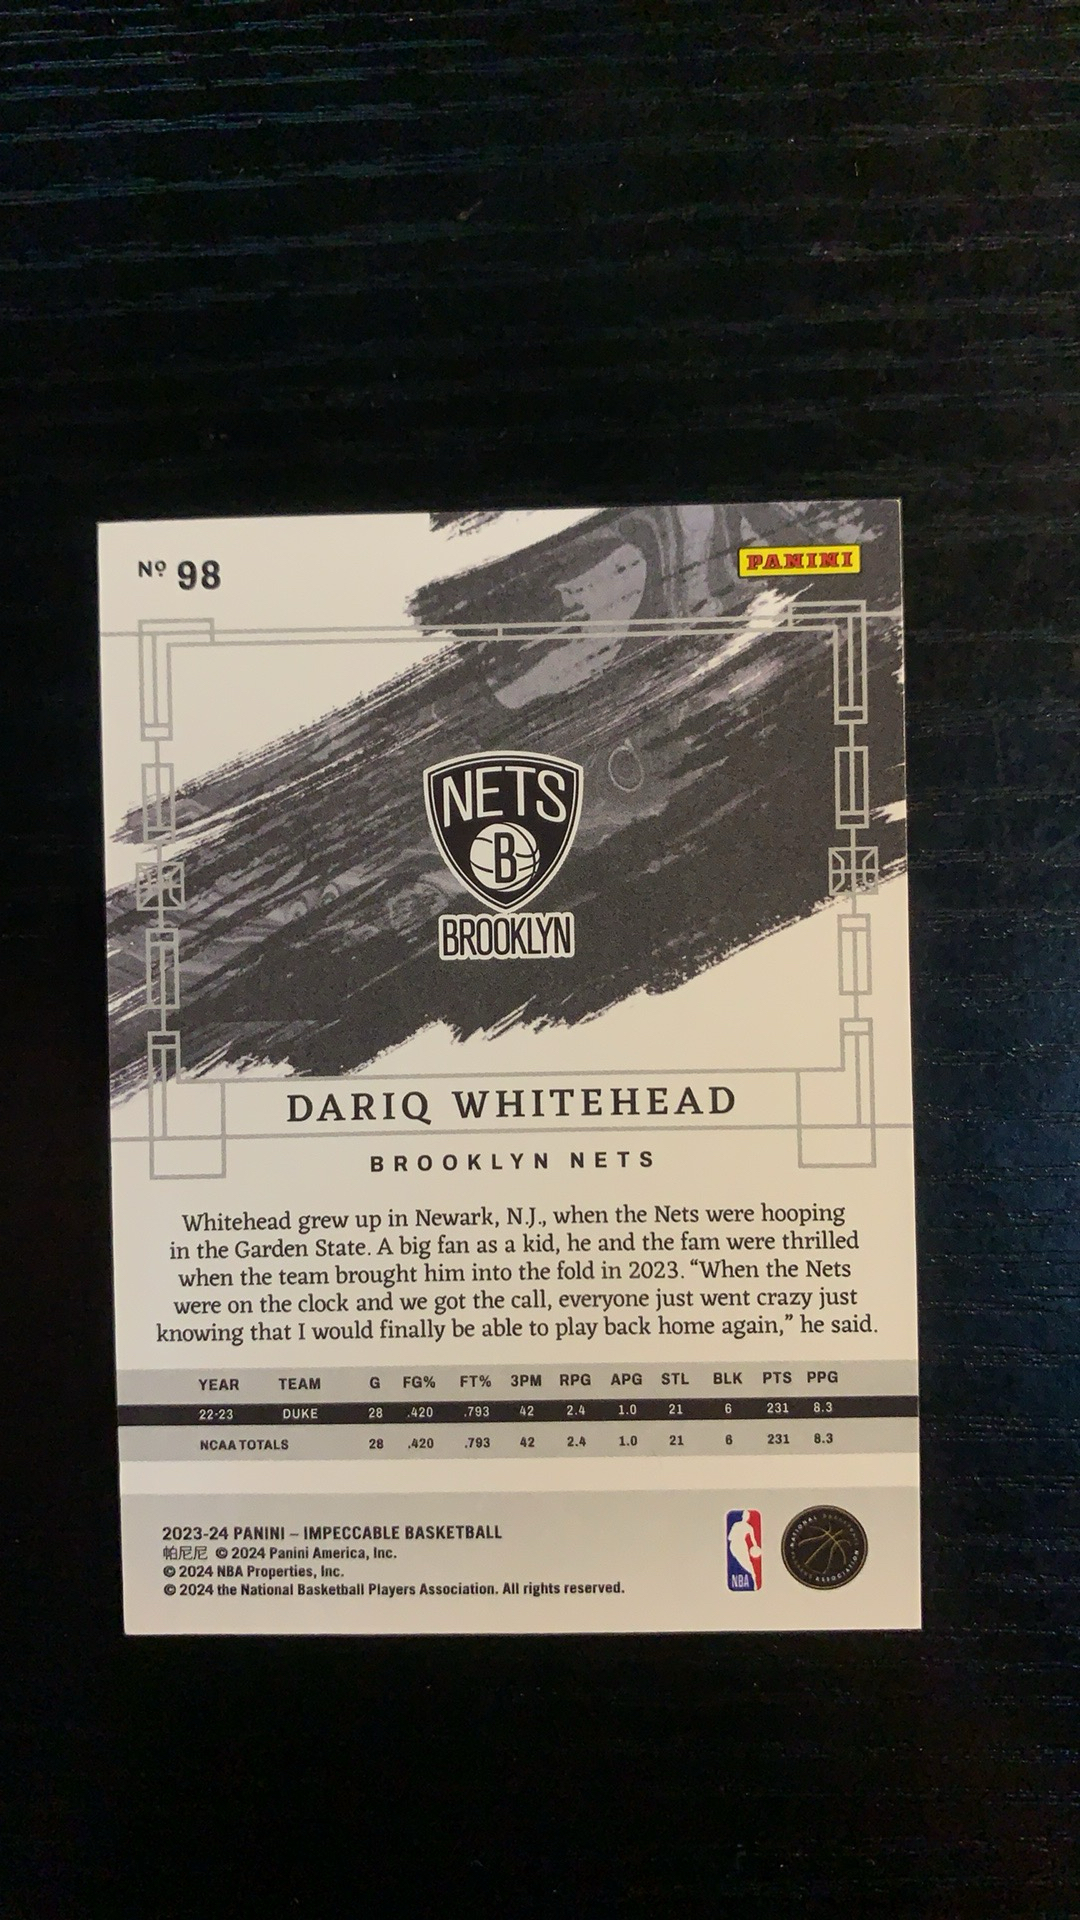 Nº 98
PANINI
NETS
B
BROOKLYN
DARIQ WHITEHEAD
BROOKLYN NETS
Whitehead grew up in Newark, N.J., when the Nets were hooping
in the Garden State. A big fan as a kid, he and the fam were thrilled
when the team brought him into the fold in 2023. “When the Nets
were on the clock and we got the call, everyone just went crazy just
knowing that I would finally be able to play back home again,” he said.
YEAR TEAM G FG% FT% 3PM RPG APG STL BLK PTS PPG
22-23 DUKE 28 .420 .793 42 2.4 1.0 21 6 231 8.3
NCAA TOTALS 28 .420 .793 42 2.4 1.0 21 6 231 8.3
2023-24 PANINI – IMPECCABLE BASKETBALL
帕尼尼 © 2024 Panini America, Inc.
© 2024 NBA Properties, Inc.
© 2024 the National Basketball Players Association. All rights reserved.
NBA
NATIONAL BASKETBALL PLAYERS ASSOCIATION